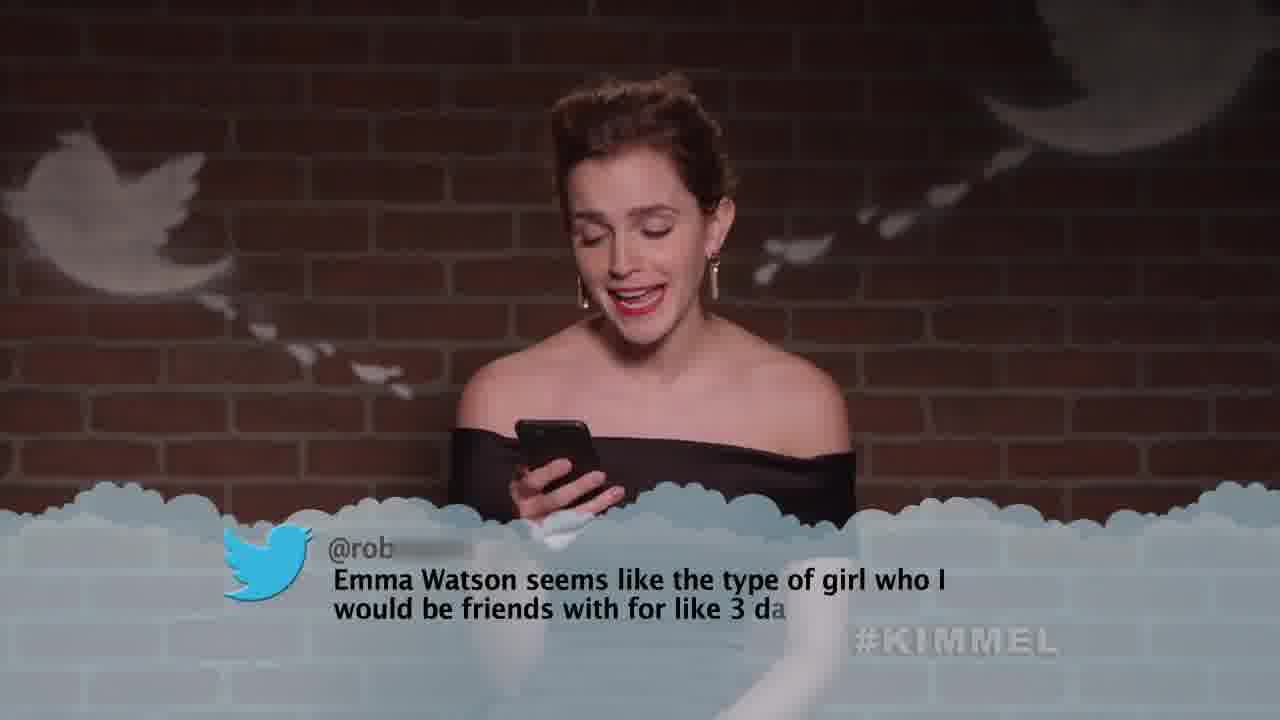 @rob
Emma Watson seems like the type of girl who I
would be friends with for like 3 da
#KIMMEL